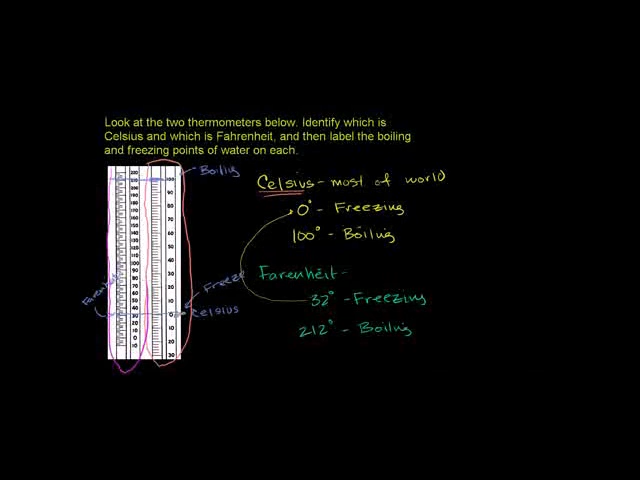 Look at the two thermometers below. Identify which is
Celsius and which is Fahrenheit, and then label the boiling
and freezing points of water on each.
Boiling
Celsius - most of world
0° - Freezing
100° - Boiling
Farenheit -
Farenheit
Freeze
32° - Freezing
Celsius
212° - Boiling